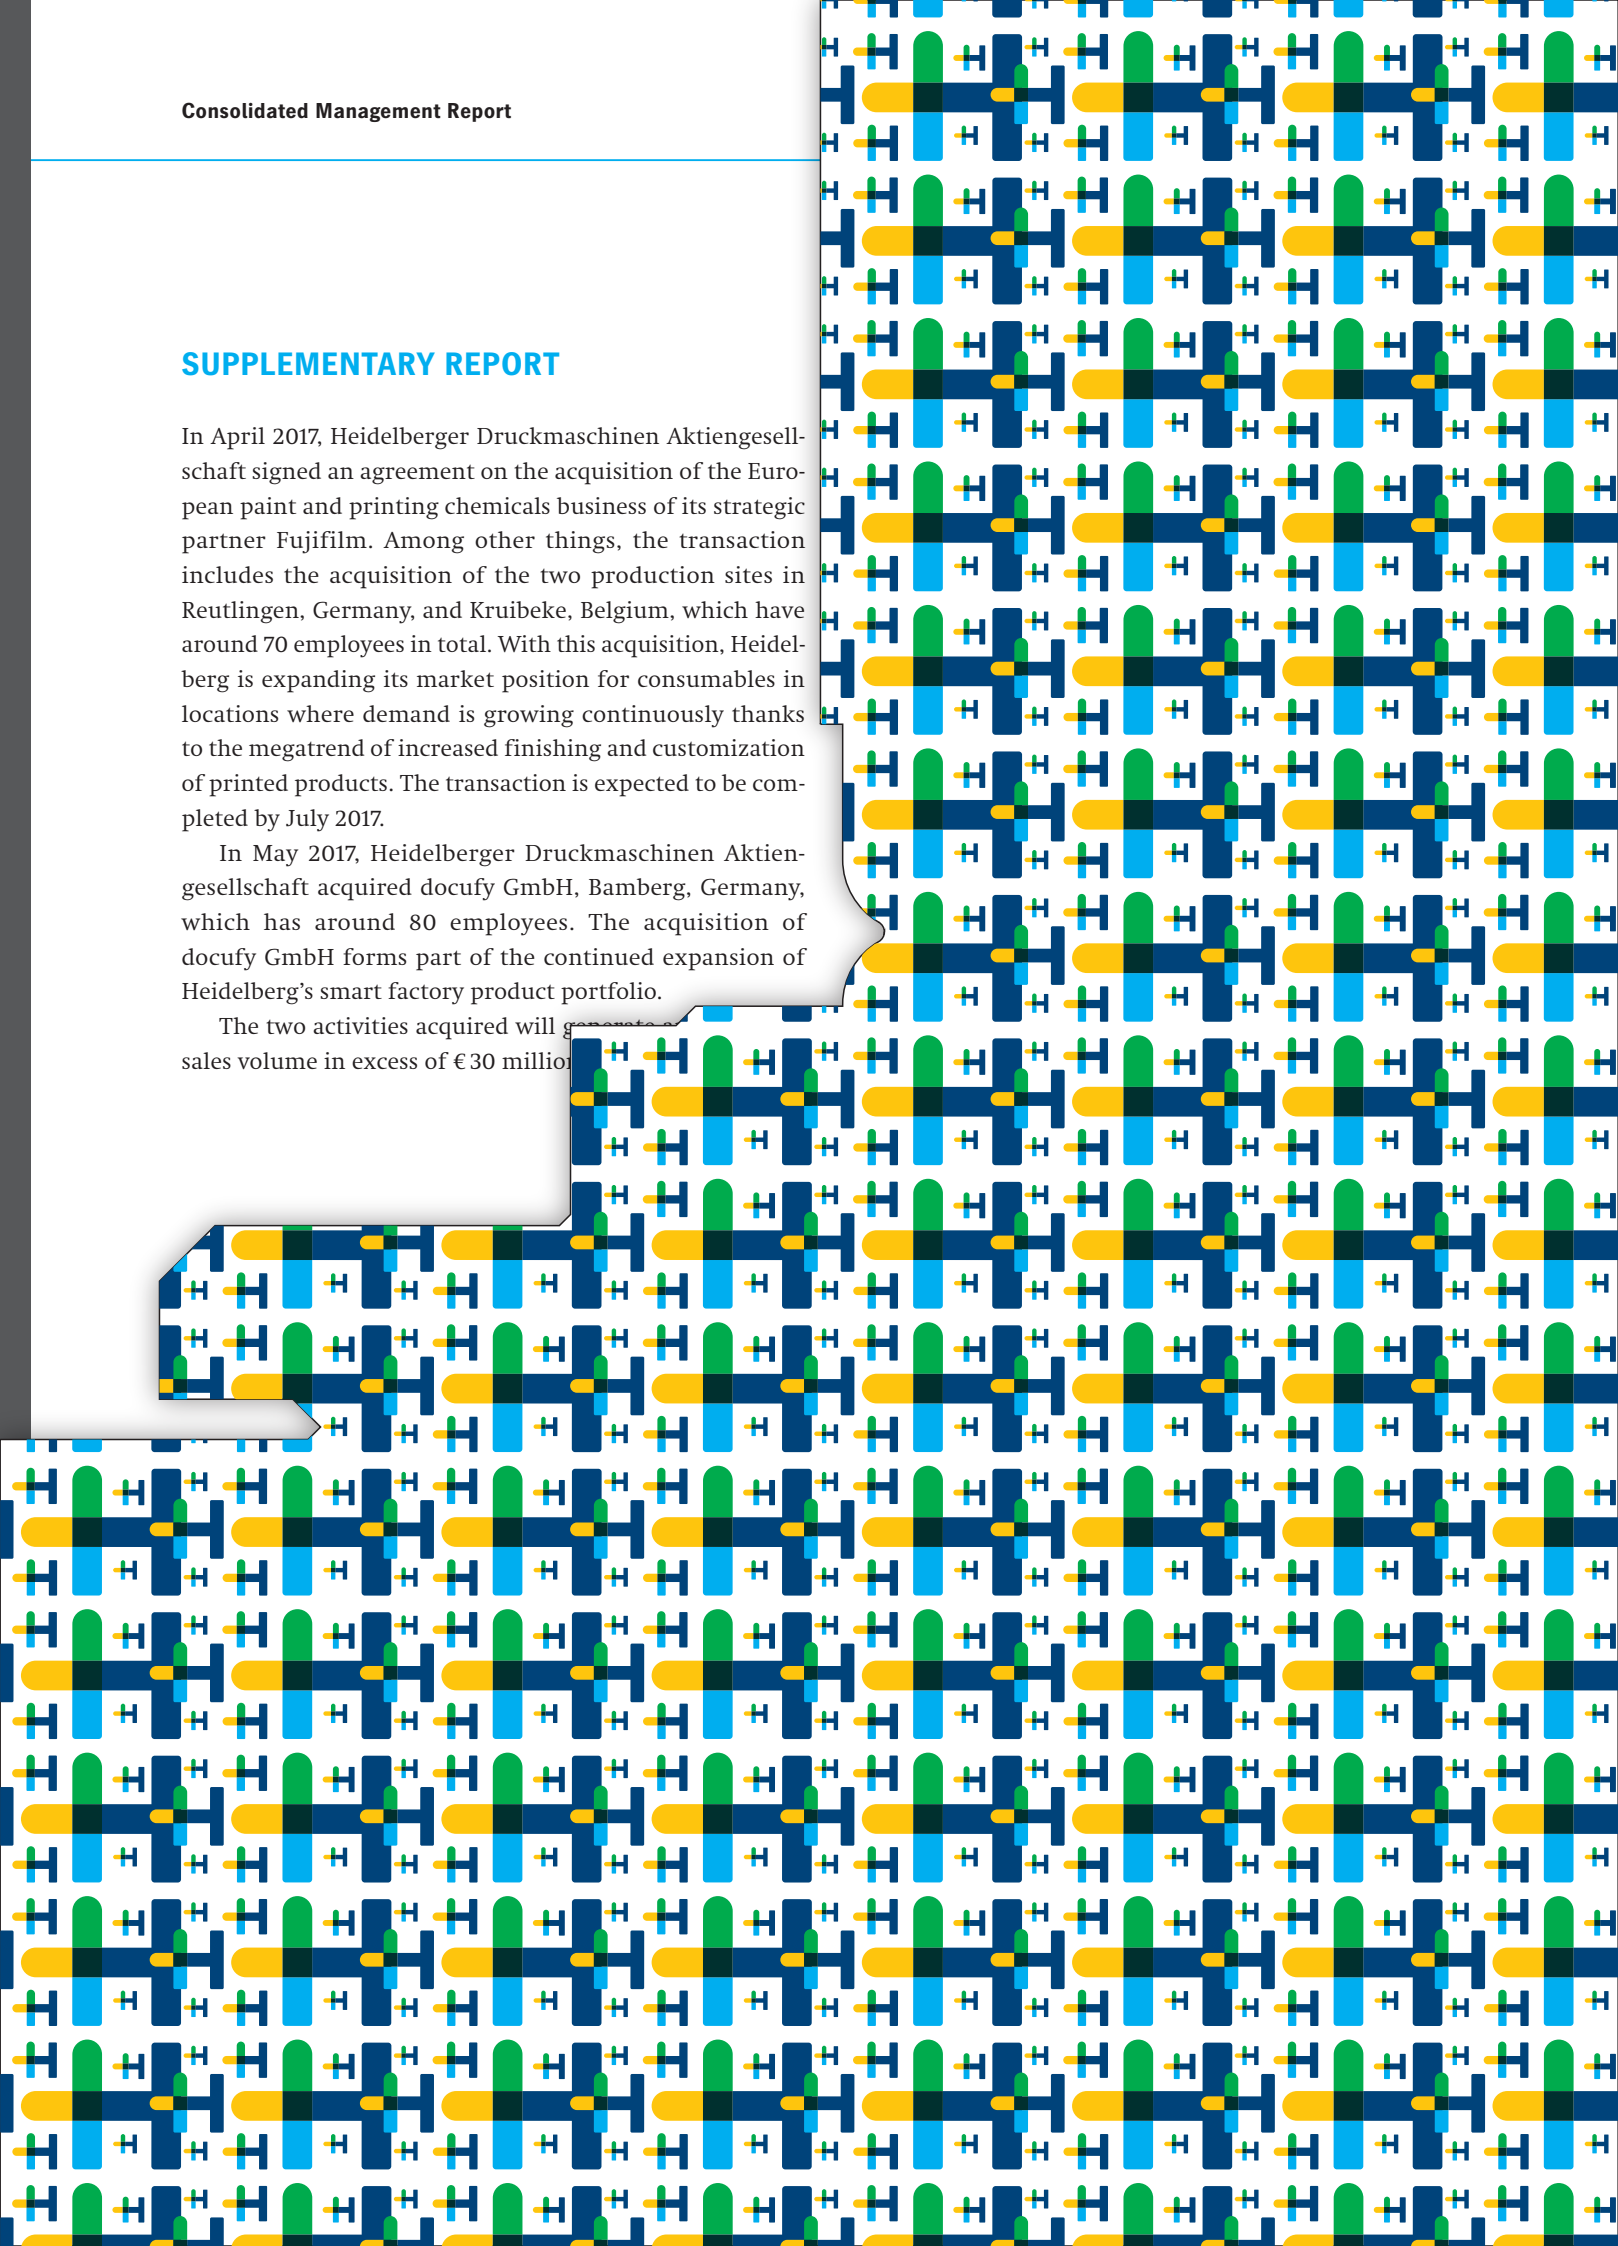 Consolidated Management Report
SUPPLEMENTARY REPORT
In April 2017, Heidelberger Druckmaschinen Aktiengesell-
schaft signed an agreement on the acquisition of the Euro-
pean paint and printing chemicals business of its strategic
partner Fujifilm. Among other things, the transaction
includes the acquisition of the two production sites in
Reutlingen, Germany, and Kruibeke, Belgium, which have
around 70 employees in total. With this acquisition, Heidel-
berg is expanding its market position for consumables in
locations where demand is growing continuously thanks
to the megatrend of increased finishing and customization
of printed products. The transaction is expected to be com-
pleted by July 2017.
In May 2017, Heidelberger Druckmaschinen Aktien-
gesellschaft acquired docufy GmbH, Bamberg, Germany,
which has around 80 employees. The acquisition of
docufy GmbH forms part of the continued expansion of
Heidelberg’s smart factory product portfolio.
The two activities acquired will generate
sales volume in excess of € 30 million